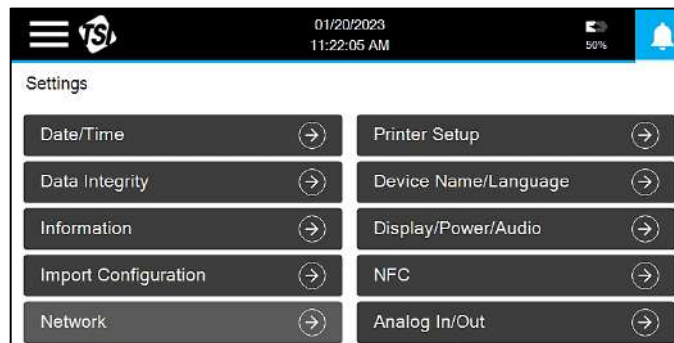 TSI
01/20/2023
11:22:05 AM
50%
Settings
Date/Time
Printer Setup
Data Integrity
Device Name/Language
Information
Display/Power/Audio
Import Configuration
NFC
Network
Analog In/Out